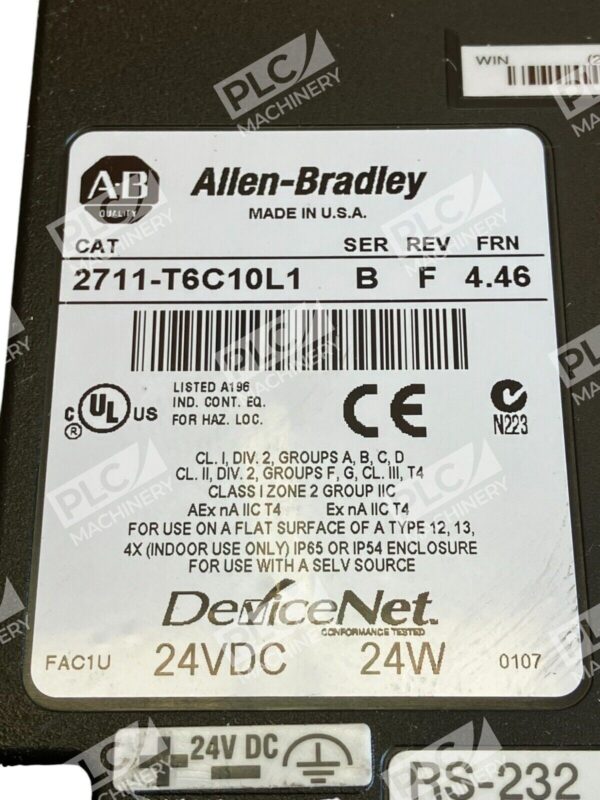 WIN (2
A-B
QUALITY
Allen-Bradley
MADE IN U.S.A.
CAT SER REV FRN
2711-T6C10L1 B F 4.46
C UL US
®
LISTED A196
IND. CONT. EQ.
FOR HAZ. LOC.
CE
N223
CL. I, DIV. 2, GROUPS A, B, C, D
CL. II, DIV. 2, GROUPS F, G, CL. III, T4
CLASS I ZONE 2 GROUP IIC
AEx nA IIC T4 Ex nA IIC T4
FOR USE ON A FLAT SURFACE OF A TYPE 12, 13,
4X (INDOOR USE ONLY) IP65 OR IP54 ENCLOSURE
FOR USE WITH A SELV SOURCE
DeviceNet.
CONFORMANCE TESTED
FAC1U 24VDC 24W 0107
+ 24V DC -
RS-232
PLC MACHINERY